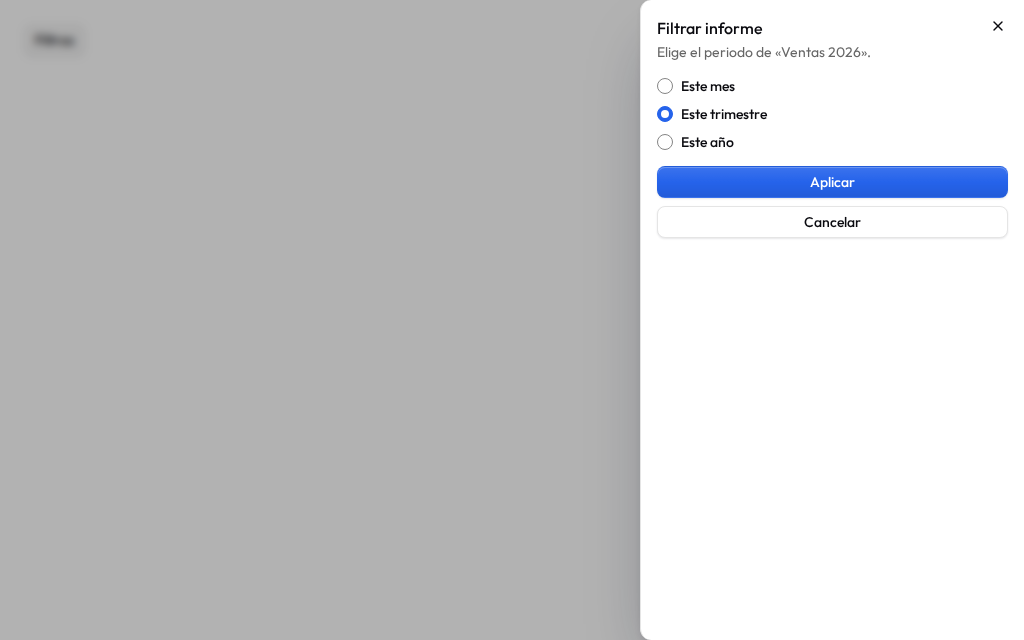 Filtrar informe
Elige el periodo de «Ventas 2026».
Este mes
Este trimestre
Este año
Aplicar
Cancelar